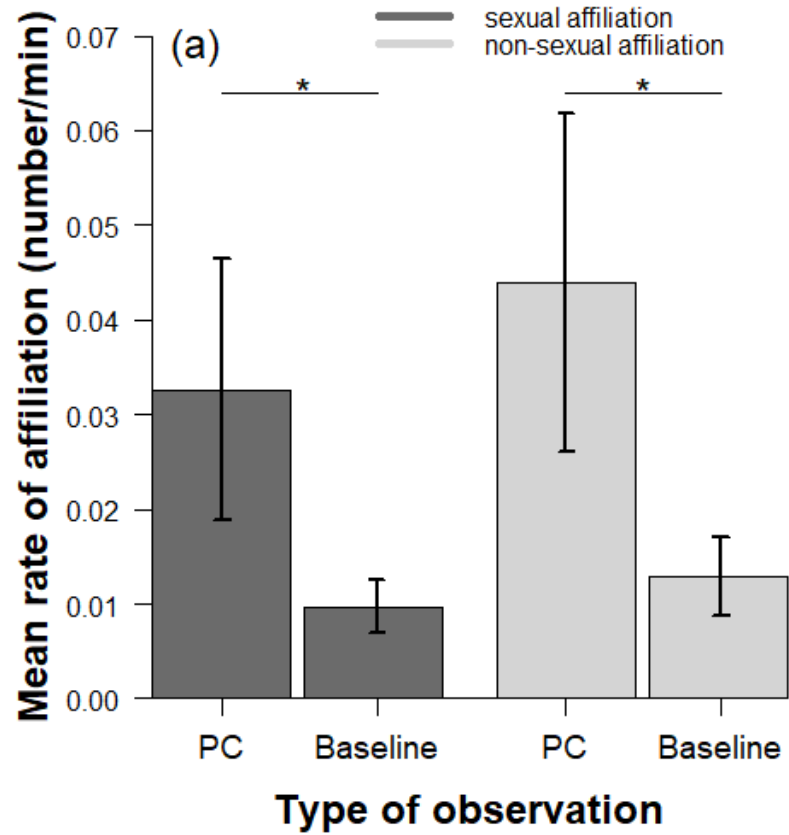 (a)
sexual affiliation
non-sexual affiliation
Mean rate of affiliation (number/min)
0.07
0.06
0.05
0.04
0.03
0.02
0.01
0.00
*
*
PC
Baseline
PC
Baseline
Type of observation